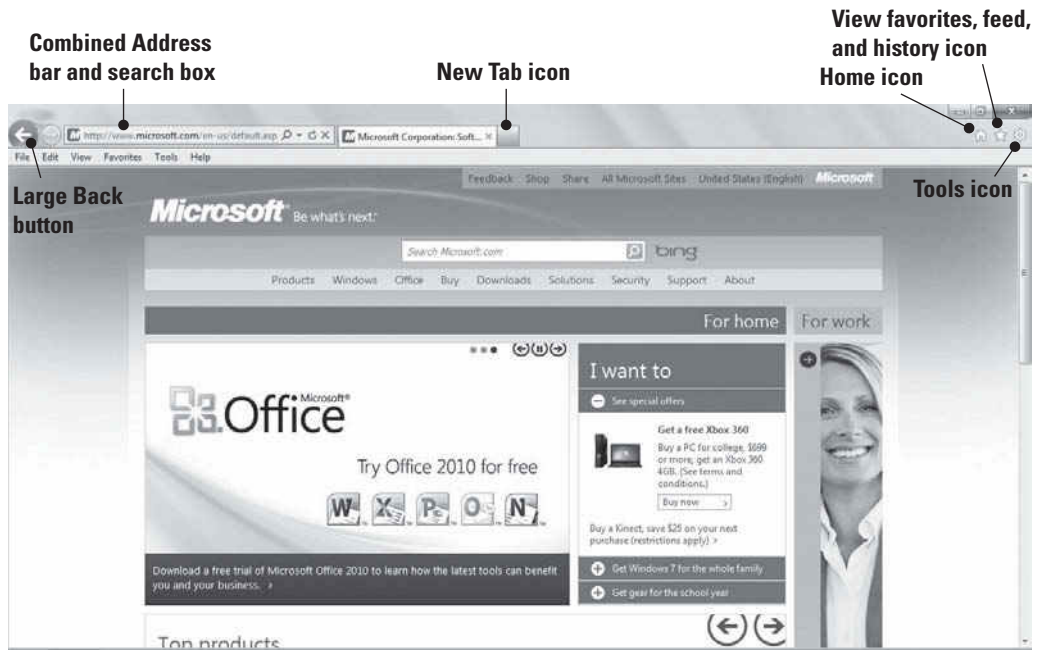 View favorites, feed,
and history icon
Combined Address
bar and search box
New Tab icon
Home icon
http://www.microsoft.com/en-us/default.asp
Microsoft Corporation: Soft...
File Edit View Favorites Tools Help
Large Back
button
Tools icon
Feedback Shop Share All Microsoft Sites United States (English) Microsoft
Microsoft Be what's next.™
Search Microsoft.com bing
Products Windows Office Buy Downloads Solutions Security Support About
For home For work
I want to
See special offers
Microsoft®
Office
Try Office 2010 for free
Get a free Xbox 360
Buy a PC for college, $699
or more, get an Xbox 360
4GB. (See terms and
conditions.)
Buy now >
Buy a Kinect, save $25 on your next
purchase (restrictions apply) >
Download a free trial of Microsoft Office 2010 to learn how the latest tools can benefit
you and your business. >
Get Windows 7 for the whole family
Get gear for the school year
Top products